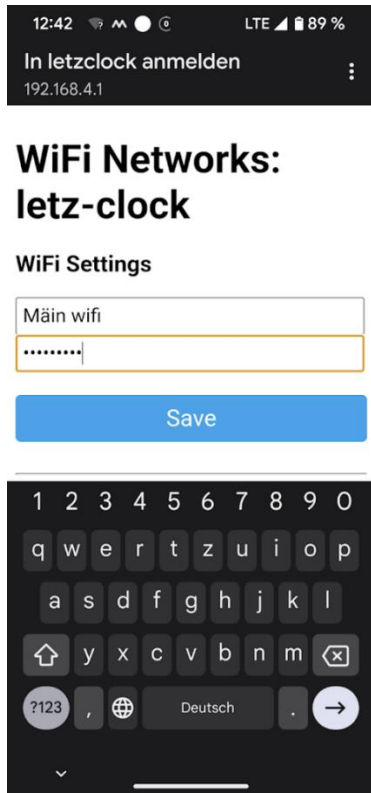 12:42 LTE 89 %
In letzclock anmelden
192.168.4.1
WiFi Networks:
letz-clock
WiFi Settings
Mäin wifi
•••••••••
Save
1 2 3 4 5 6 7 8 9 0
q w e r t z u i o p
a s d f g h j k l
y x c v b n m
?123 , Deutsch .